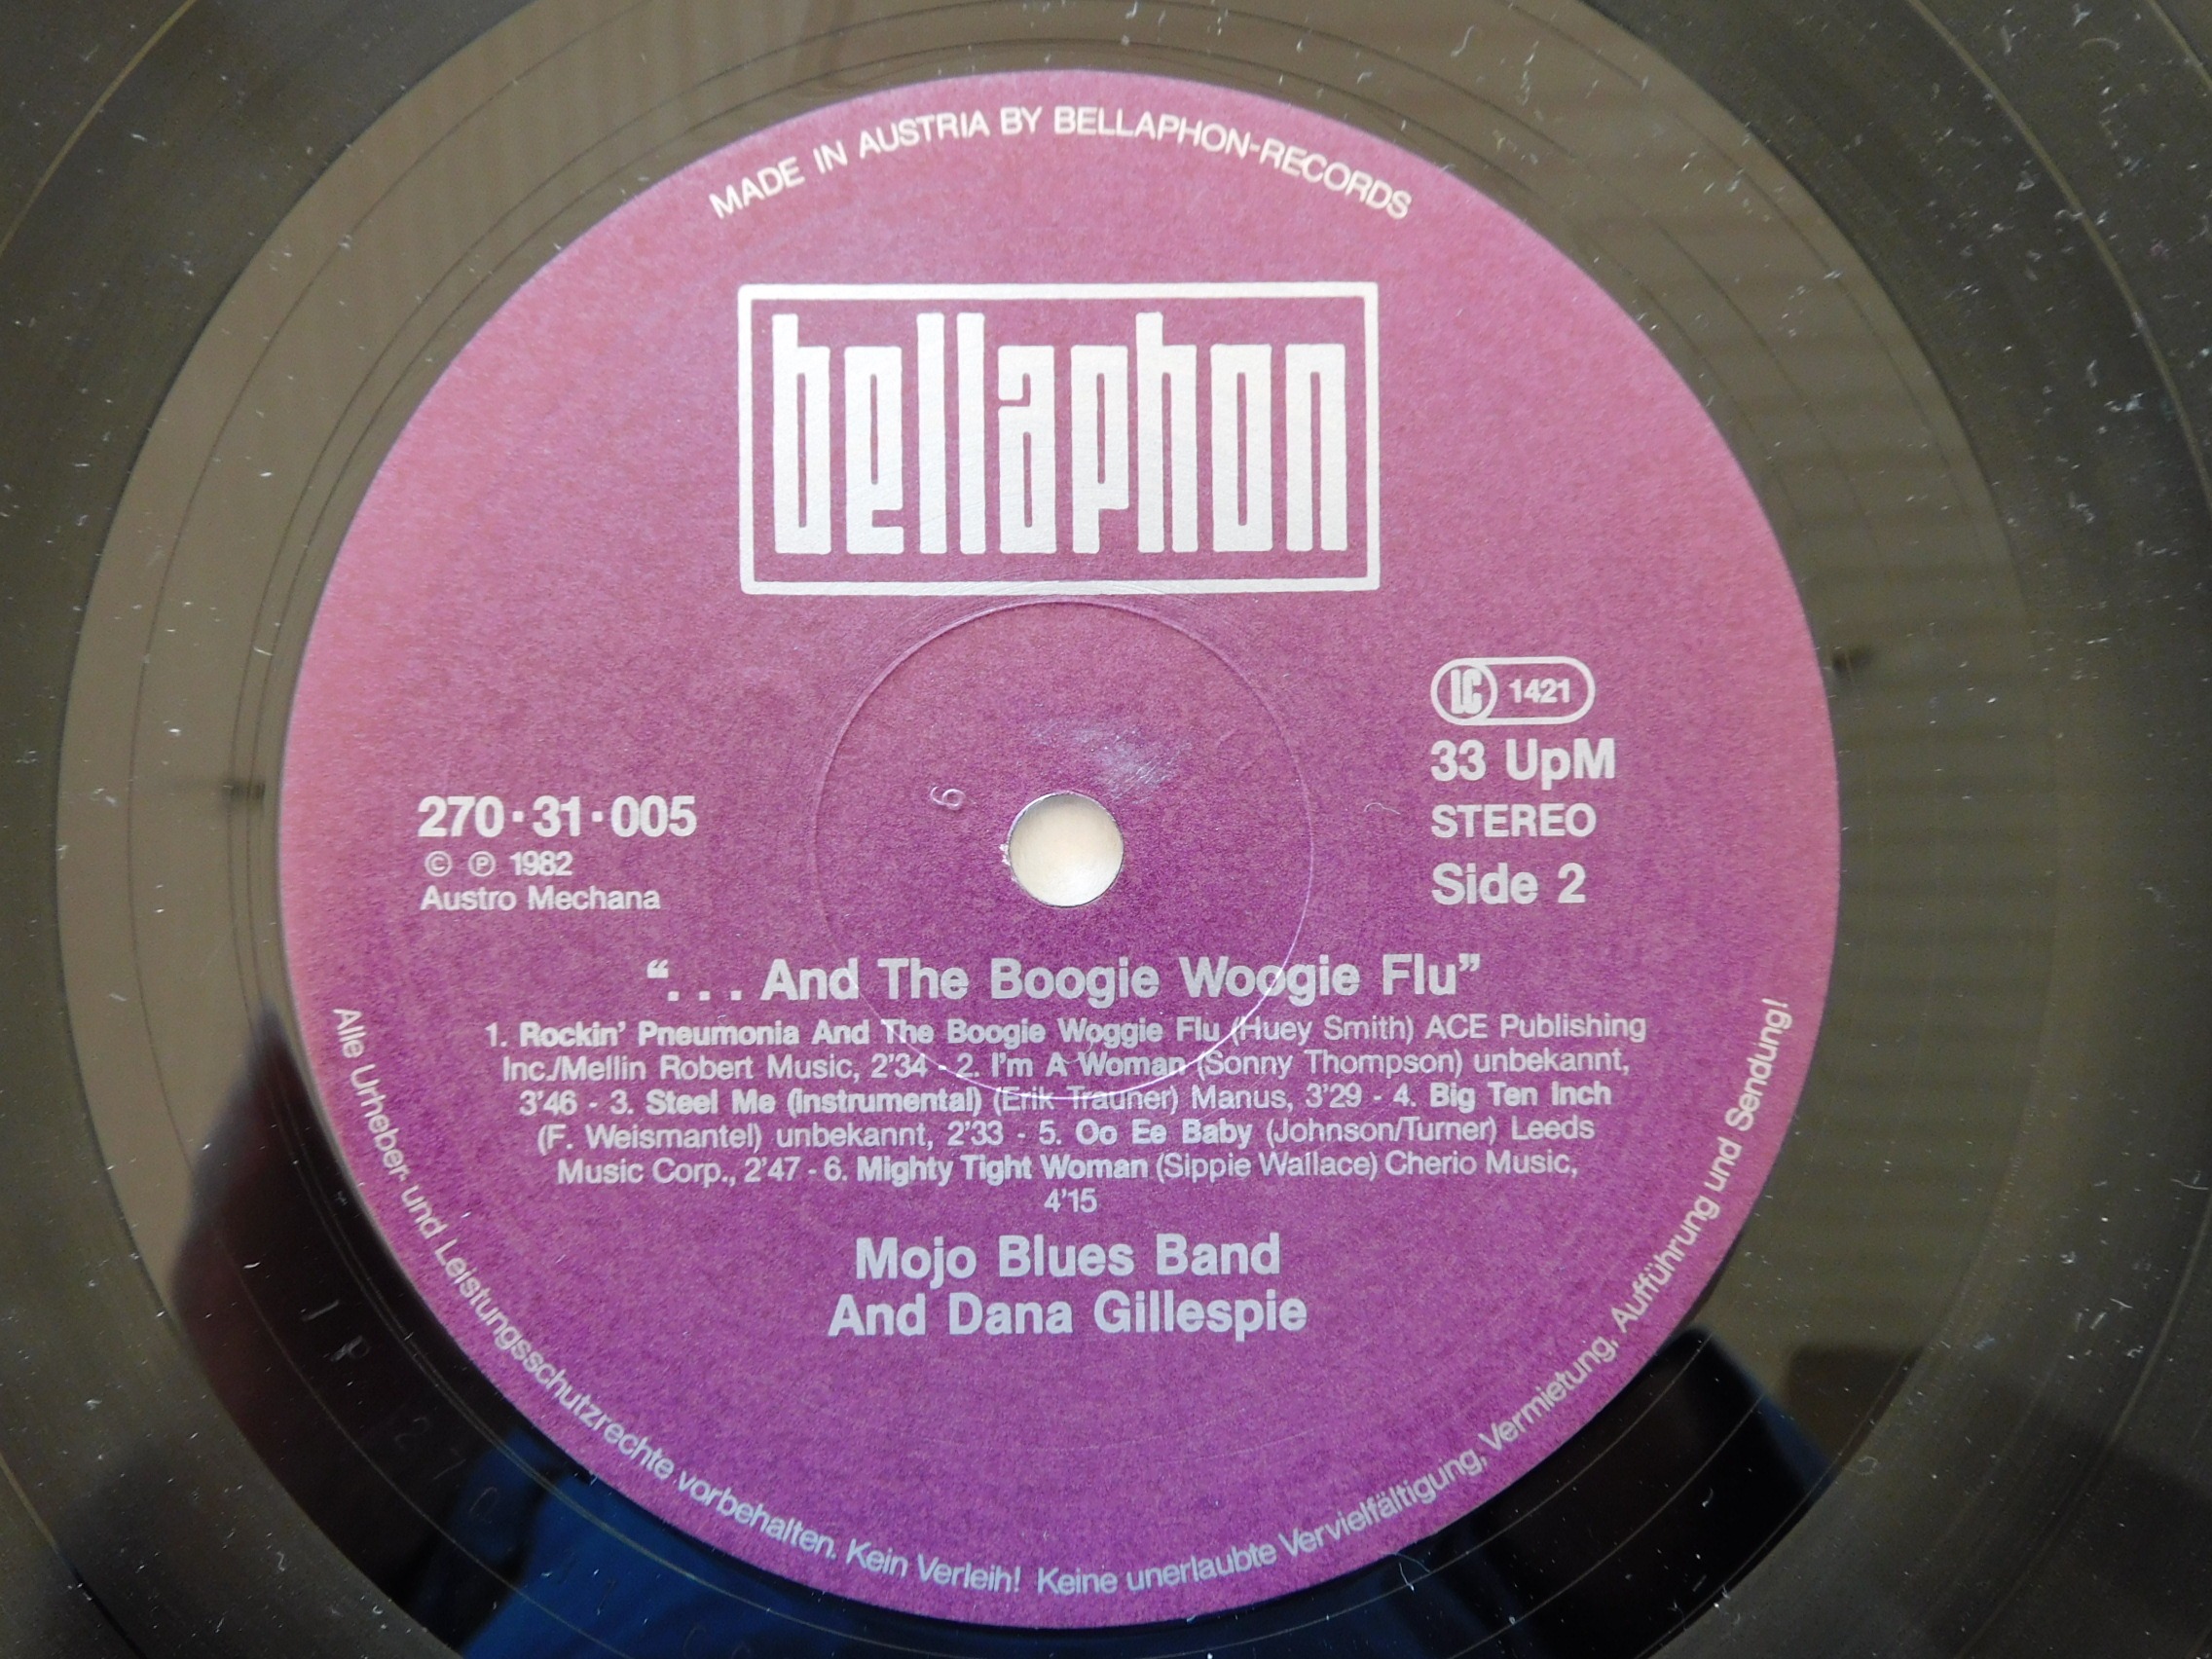 MADE IN AUSTRIA BY BELLAPHON-RECORDS
bellaphon
LC 1421
33 UpM
STEREO
Side 2
270·31·005
© ℗ 1982
Austro Mechana
“. . . And The Boogie Woogie Flu”
1. Rockin’ Pneumonia And The Boogie Woggie Flu (Huey Smith) ACE Publishing
Inc./Mellin Robert Music, 2’34 - 2. I’m A Woman (Sonny Thompson) unbekannt,
3’46 - 3. Steel Me (instrumental) (Erik Trauner) Manus, 3’29 - 4. Big Ten Inch
(F. Weismantel) unbekannt, 2’33 - 5. Oo Ee Baby (Johnson/Turner) Leeds
Music Corp., 2’47 - 6. Mighty Tight Woman (Sippie Wallace) Cherio Music,
4’15
Mojo Blues Band
And Dana Gillespie
Alle Urheber- und Leistungsschutzrechte vorbehalten. Kein Verleih! Keine unerlaubte Vervielfältigung, Vermietung, Aufführung und Sendung!